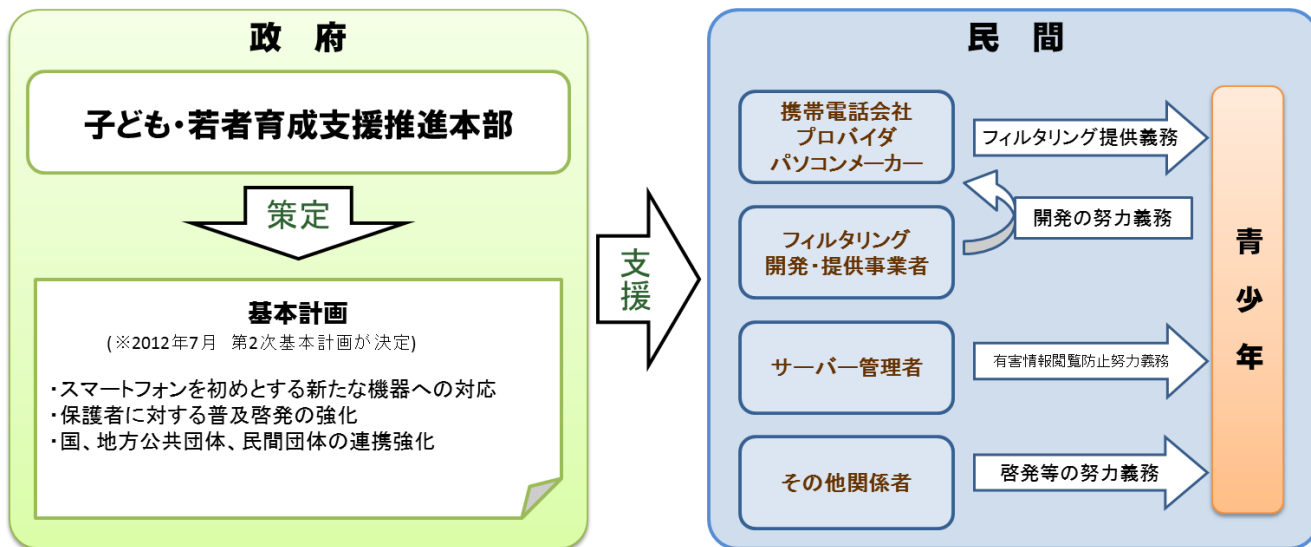 政 府
子ども・若者育成支援推進本部
策定
基本計画
(※2012年7月 第2次基本計画が決定)
・スマートフォンを初めとする新たな機器への対応
・保護者に対する普及啓発の強化
・国、地方公共団体、民間団体の連携強化
支援
民 間
携帯電話会社
プロバイダ
パソコンメーカー
フィルタリング提供義務
開発の努力義務
フィルタリング
開発・提供事業者
サーバー管理者
有害情報閲覧防止努力義務
その他関係者
啓発等の努力義務
青少年